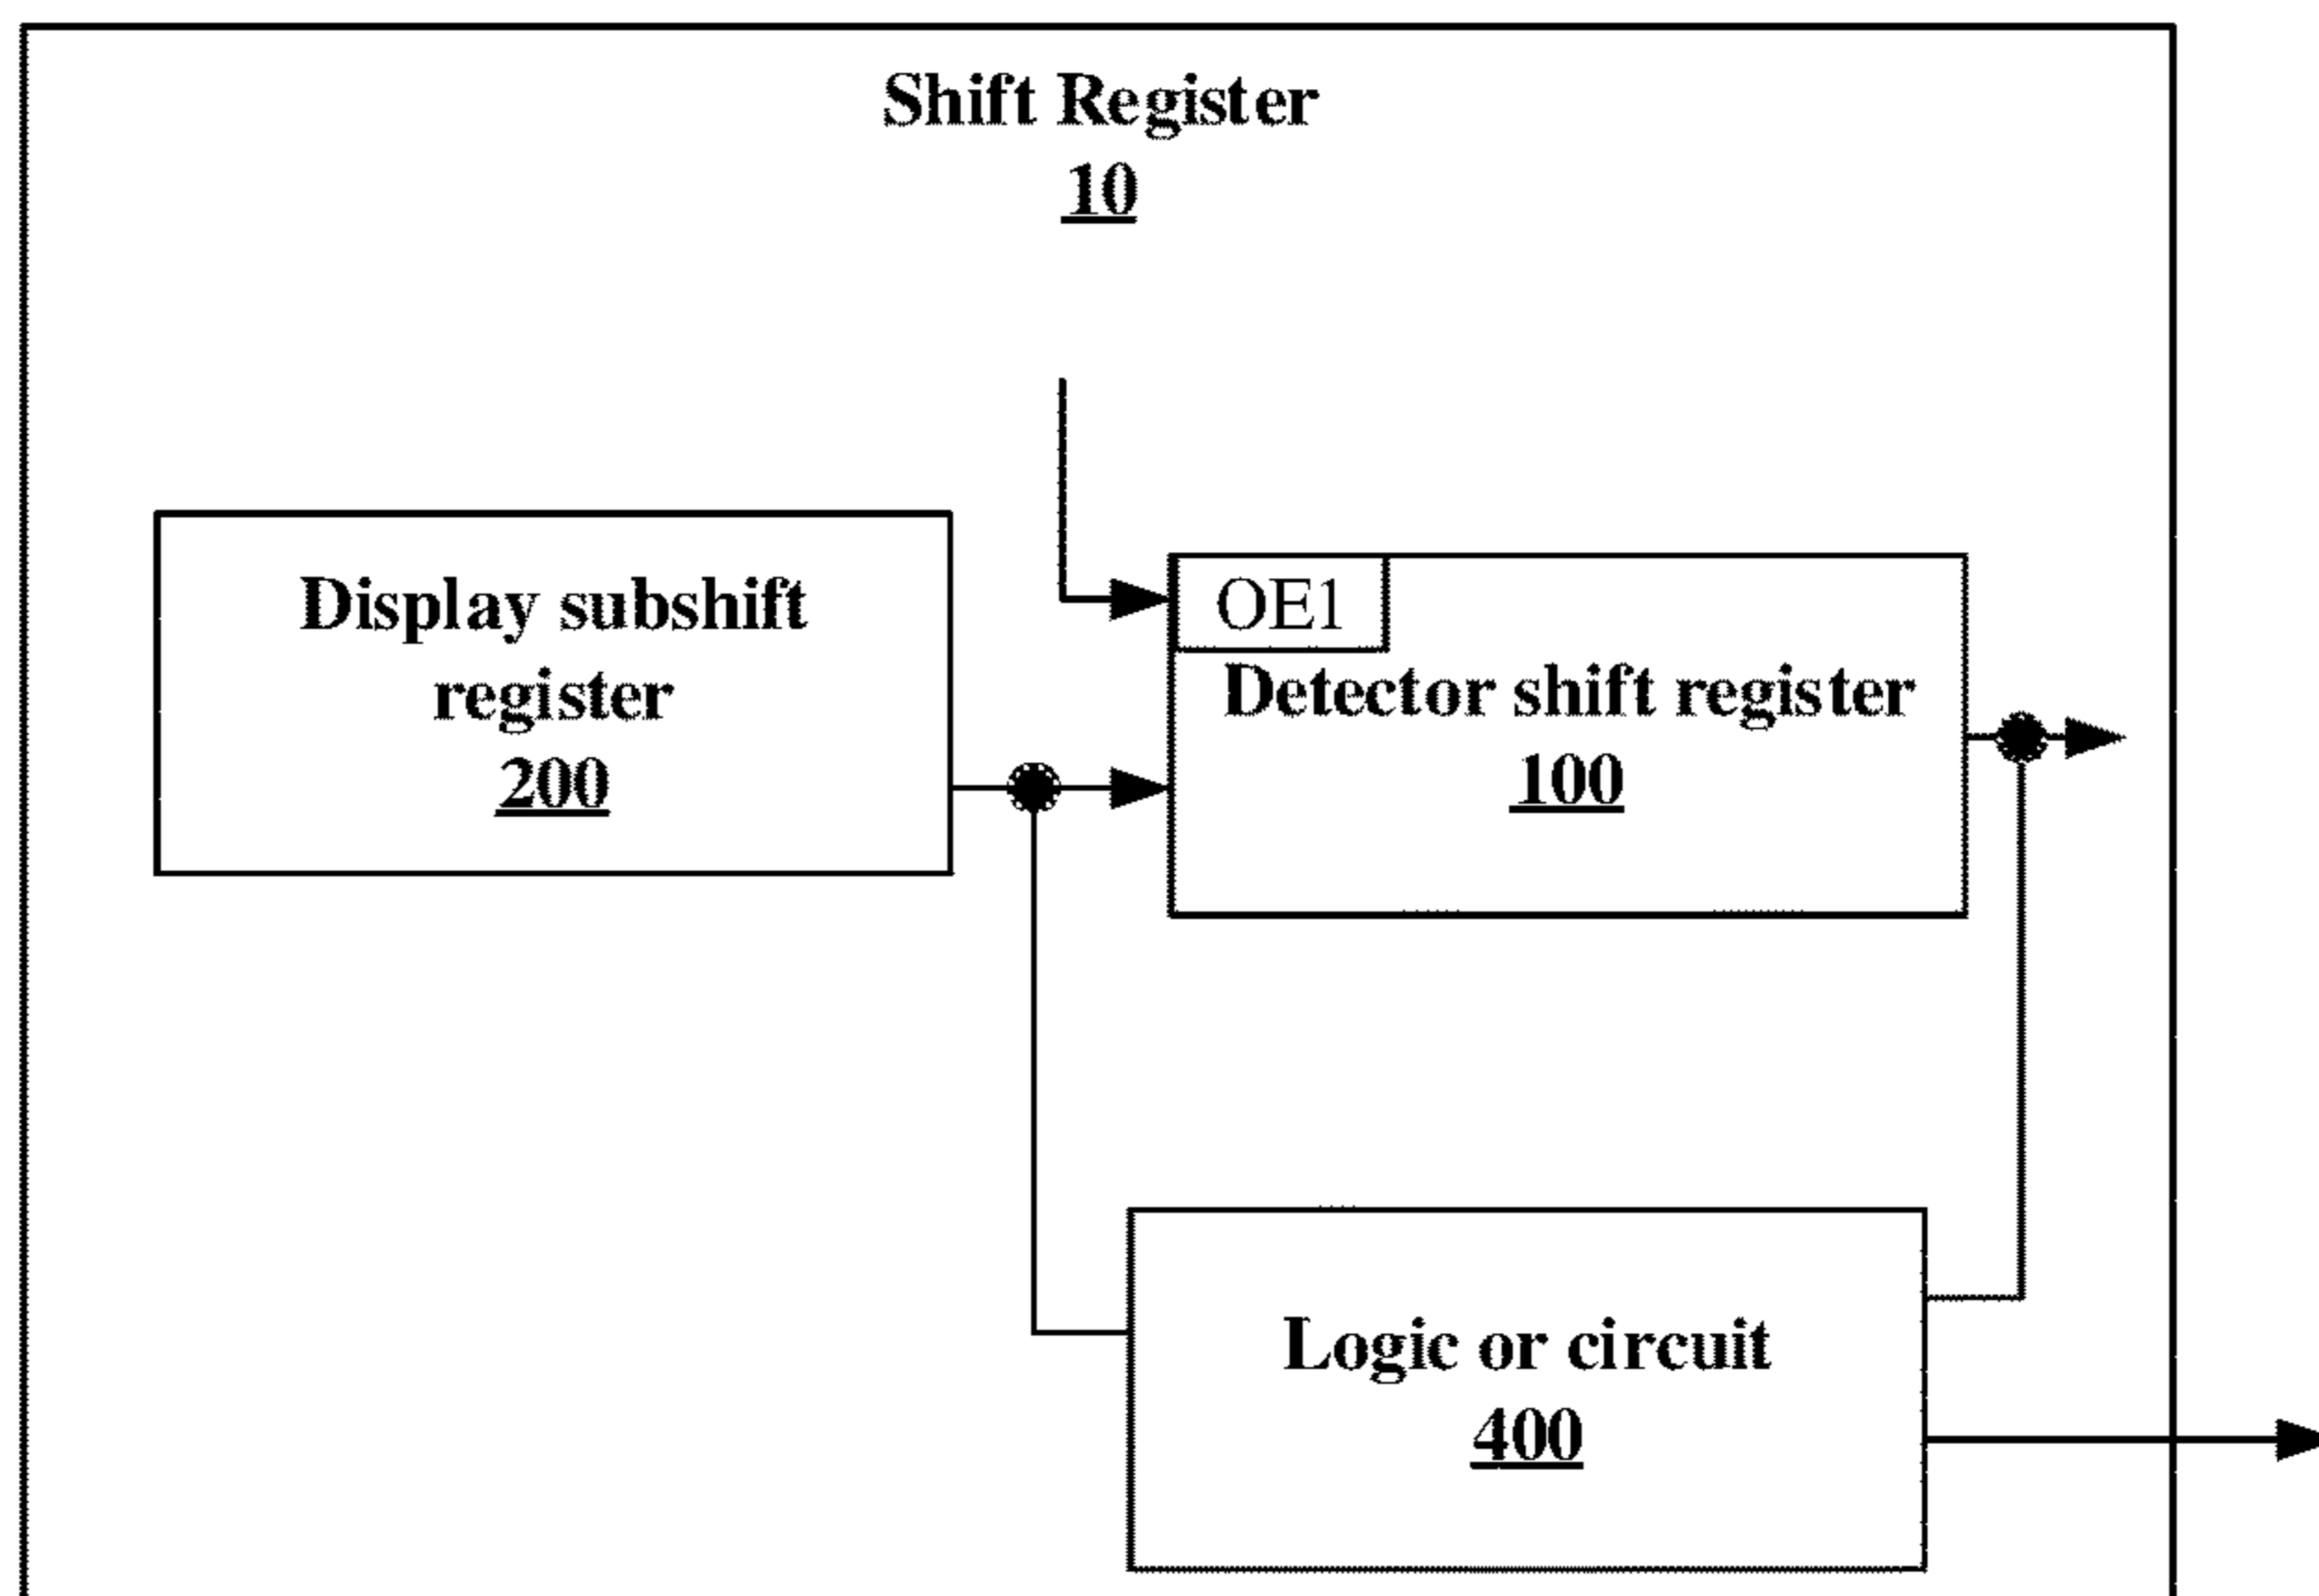 Shift Register
10
Display subshift
register
200
OE1
Detector shift register
100
Logic or circuit
400